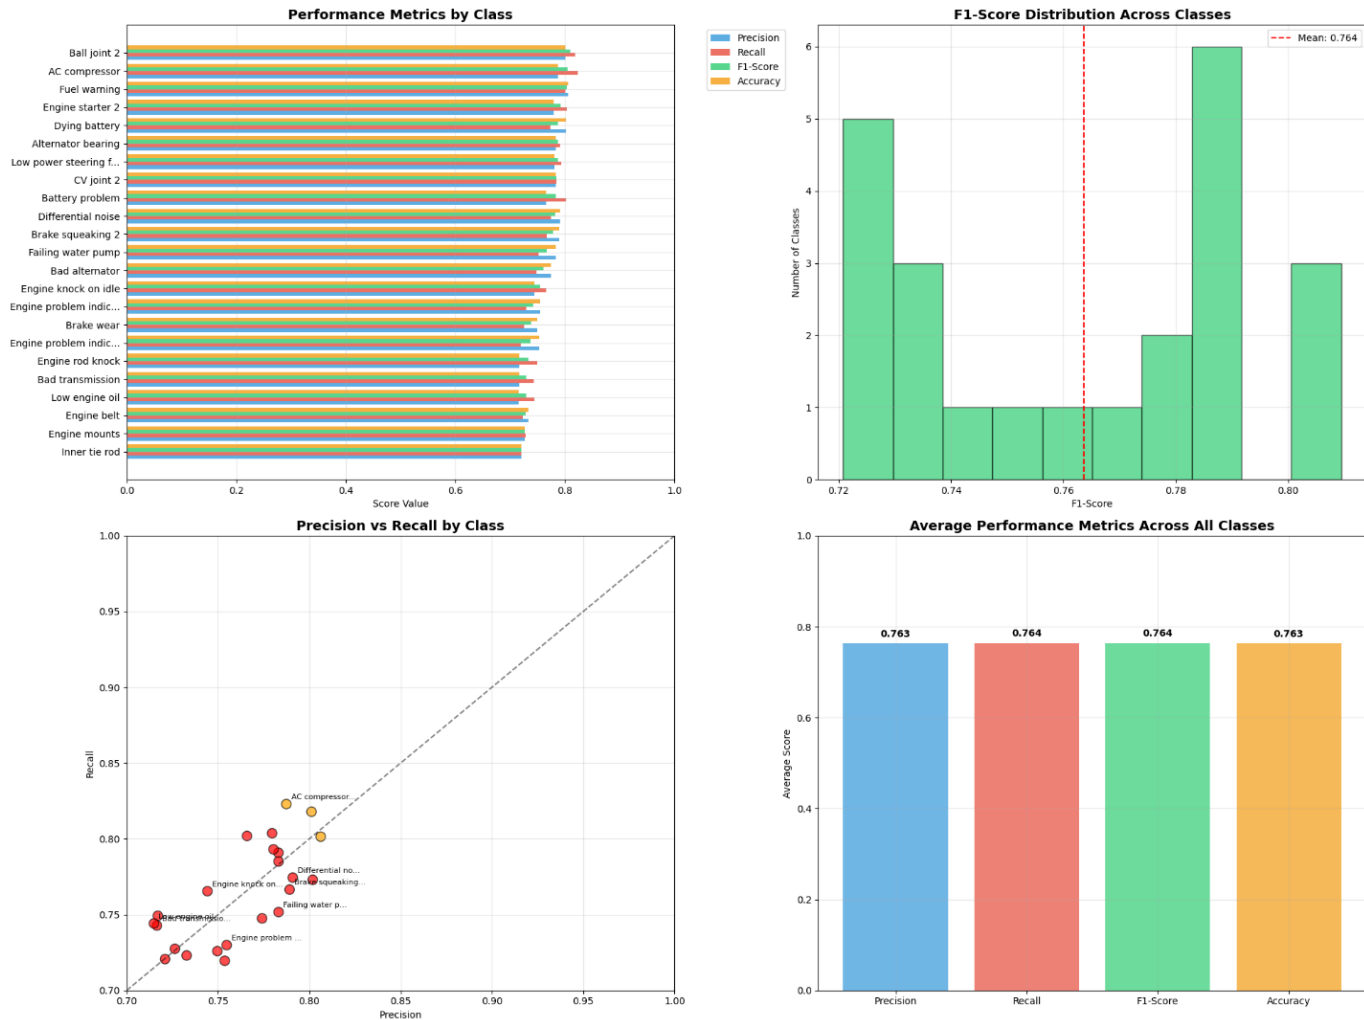 Performance Metrics by Class
Ball joint 2
AC compressor
Fuel warning
Engine starter 2
Dying battery
Alternator bearing
Low power steering f...
CV joint 2
Battery problem
Differential noise
Brake squeaking 2
Failing water pump
Bad alternator
Engine knock on idle
Engine problem indic...
Brake wear
Engine problem indic...
Engine rod knock
Bad transmission
Low engine oil
Engine belt
Engine mounts
Inner tie rod
0.0 0.2 0.4 0.6 0.8 1.0
Score Value
Precision
Recall
F1-Score
Accuracy
F1-Score Distribution Across Classes
Mean: 0.764
Number of Classes
6
5
4
3
2
1
0
0.72 0.74 0.76 0.78 0.80
F1-Score
Precision vs Recall by Class
Recall
1.00
0.95
0.90
0.85
0.80
0.75
0.70
AC compressor...
Differential no...
Brake squeaking...
Engine knock on...
Failing water p...
Low engine oil
Bad transmissio...
Engine problem ...
0.70 0.75 0.80 0.85 0.90 0.95 1.00
Precision
Average Performance Metrics Across All Classes
Average Score
1.0
0.8
0.6
0.4
0.2
0.0
0.763 0.764 0.764 0.763
Precision Recall F1-Score Accuracy